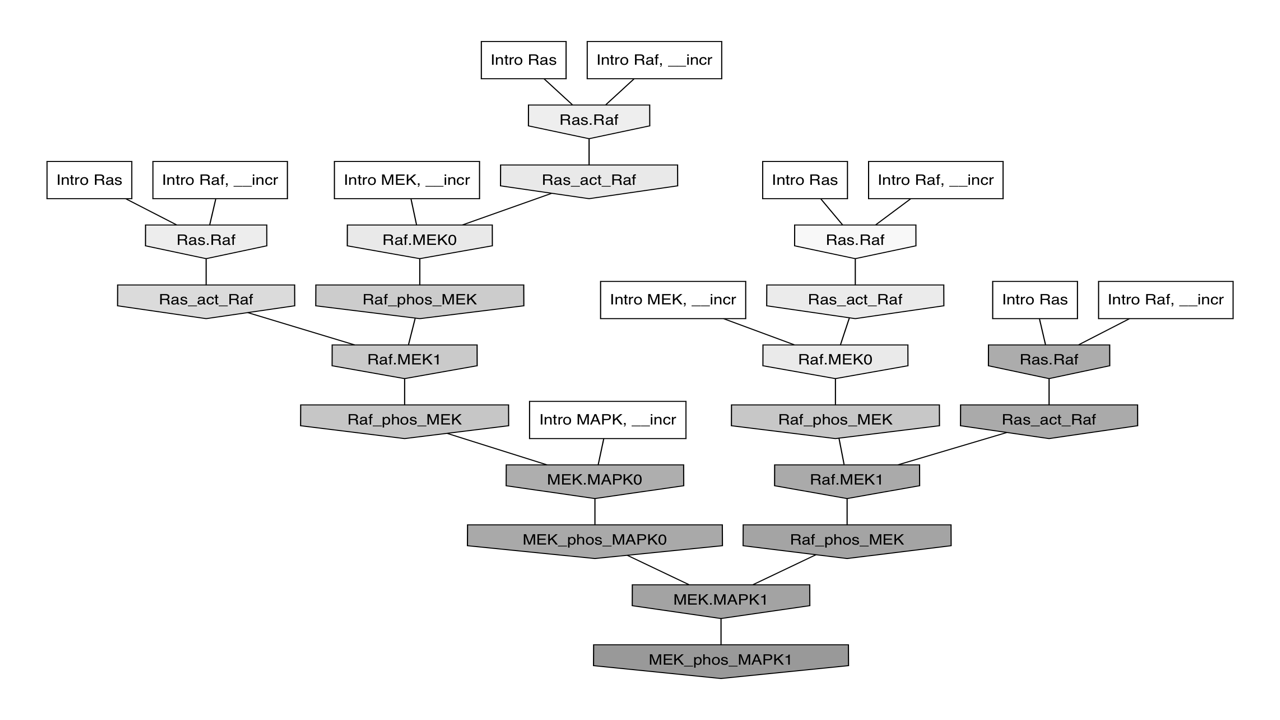 Intro Ras
Intro Raf, __incr
Ras.Raf
Intro Ras
Intro Raf, __incr
Intro MEK, __incr
Ras_act_Raf
Intro Ras
Intro Raf, __incr
Ras.Raf
Raf.MEK0
Ras.Raf
Ras_act_Raf
Raf_phos_MEK
Intro MEK, __incr
Ras_act_Raf
Intro Ras
Intro Raf, __incr
Raf.MEK1
Raf.MEK0
Ras.Raf
Raf_phos_MEK
Intro MAPK, __incr
Raf_phos_MEK
Ras_act_Raf
MEK.MAPK0
Raf.MEK1
MEK_phos_MAPK0
Raf_phos_MEK
MEK.MAPK1
MEK_phos_MAPK1